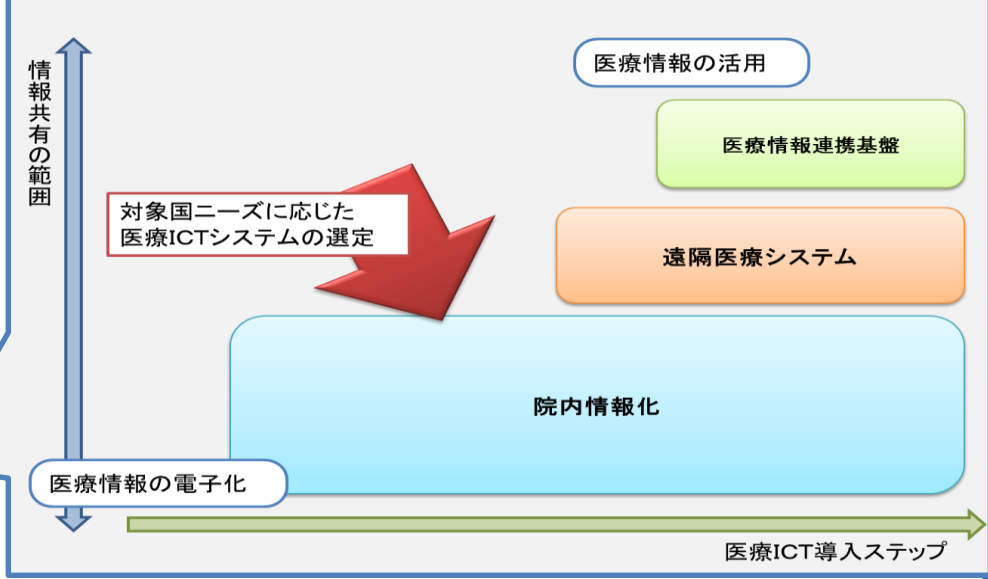 情報共有の範囲
医療情報の活用
医療情報連携基盤
対象国ニーズに応じた
医療ICTシステムの選定
遠隔医療システム
院内情報化
医療情報の電子化
医療ICT導入ステップ